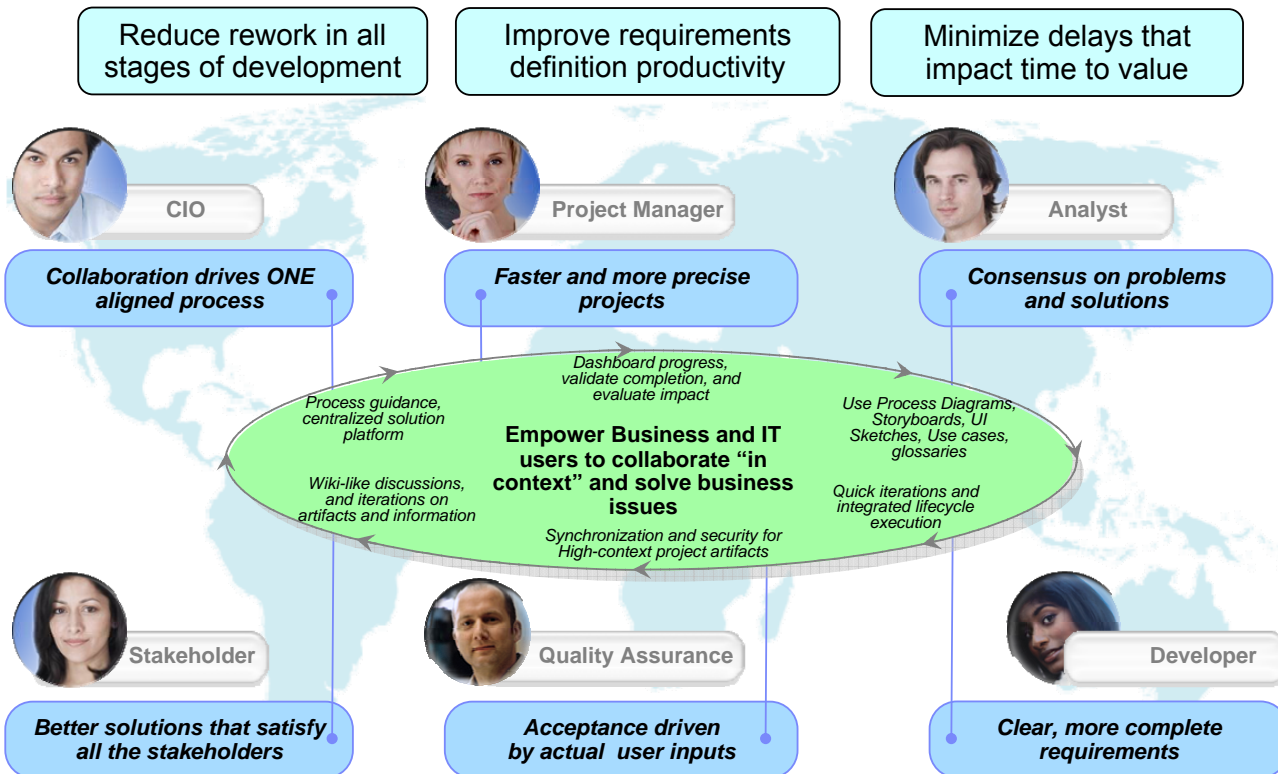 Reduce rework in all
stages of development
Improve requirements
definition productivity
Minimize delays that
impact time to value
CIO
Project Manager
Analyst
Collaboration drives ONE
aligned process
Faster and more precise
projects
Consensus on problems
and solutions
Dashboard progress,
validate completion, and
evaluate impact
Process guidance,
centralized solution
platform
Use Process Diagrams,
Storyboards, UI
Sketches, Use cases,
glossaries
Empower Business and IT
users to collaborate “in
context” and solve business
issues
Wiki-like discussions,
and iterations on
artifacts and information
Quick iterations and
integrated lifecycle
execution
Synchronization and security for
High-context project artifacts
Stakeholder
Quality Assurance
Developer
Better solutions that satisfy
all the stakeholders
Acceptance driven
by actual  user inputs
Clear, more complete
requirements